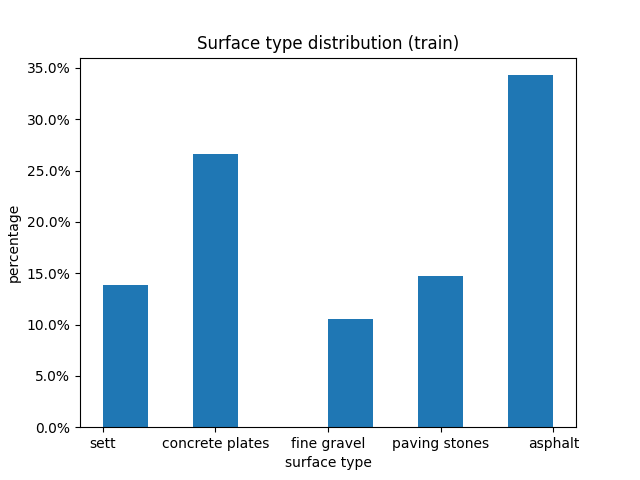 Surface type distribution (train)
35.0%
30.0%
25.0%
20.0%
15.0%
10.0%
5.0%
0.0%
percentage
sett concrete plates fine gravel paving stones asphalt
surface type